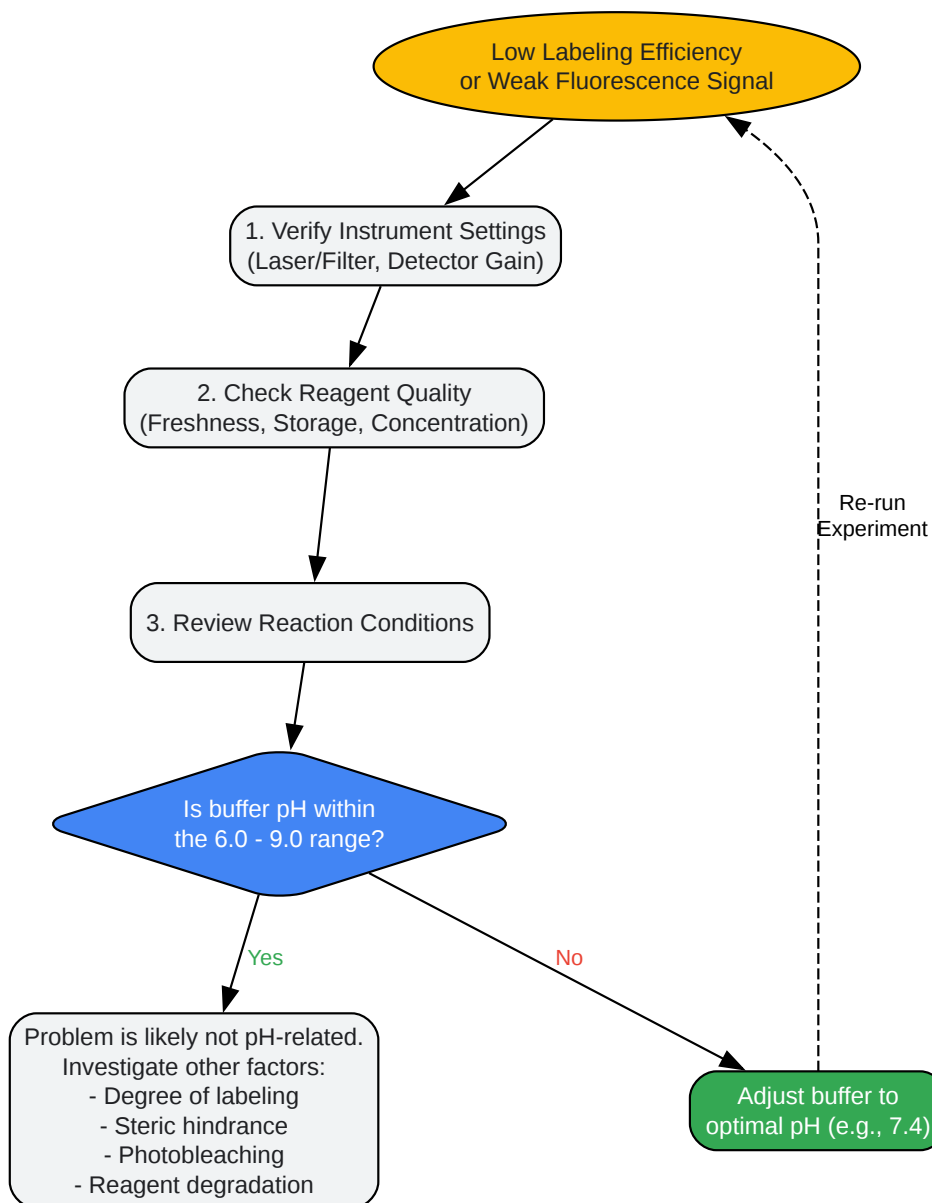 Low Labeling Efficiency
or Weak Fluorescence Signal
1. Verify Instrument Settings
(Laser/Filter, Detector Gain)
2. Check Reagent Quality
(Freshness, Storage, Concentration)
Re-run
Experiment
3. Review Reaction Conditions
Is buffer pH within
the 6.0 - 9.0 range?
Yes
No
Problem is likely not pH-related.
Investigate other factors:
- Degree of labeling
- Steric hindrance
- Photobleaching
- Reagent degradation
Adjust buffer to
optimal pH (e.g., 7.4)